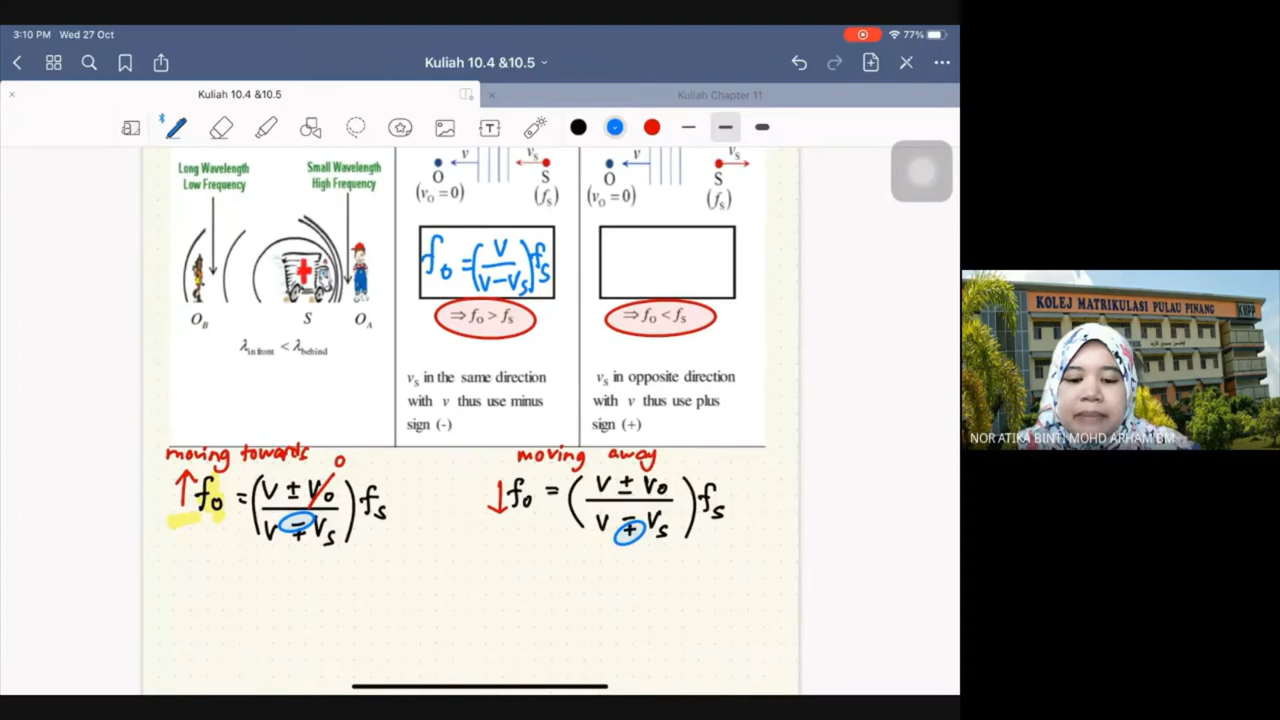 3:10 PM Wed 27 Oct
77%
Kuliah 10.4 &10.5
Kuliah 10.4 &10.5
Kuliah Chapter 11
Long Wavelength
Low Frequency
Small Wavelength
High Frequency
O_B S O_A
λ_in front < λ_behind
v v_S
O S
(v_O = 0) (f_S)
f_o = (v / (v − v_s)) f_s
⇒ f_O > f_S
v_S in the same direction
with v thus use minus
sign (-)
v v_S
O S
(v_O = 0) (f_S)
⇒ f_O < f_S
v_S in opposite direction
with v thus use plus
sign (+)
moving towards 0
↑ f_o = ((v ± v_o) / (v ∓ v_s)) f_s
moving away
↓ f_o = ((v ± v_o) / (v ∓ v_s)) f_s
KOLEJ MATRIKULASI PULAU PINANG
KMPP
NOR ATIKA BINTI MOHD ARHAM BM